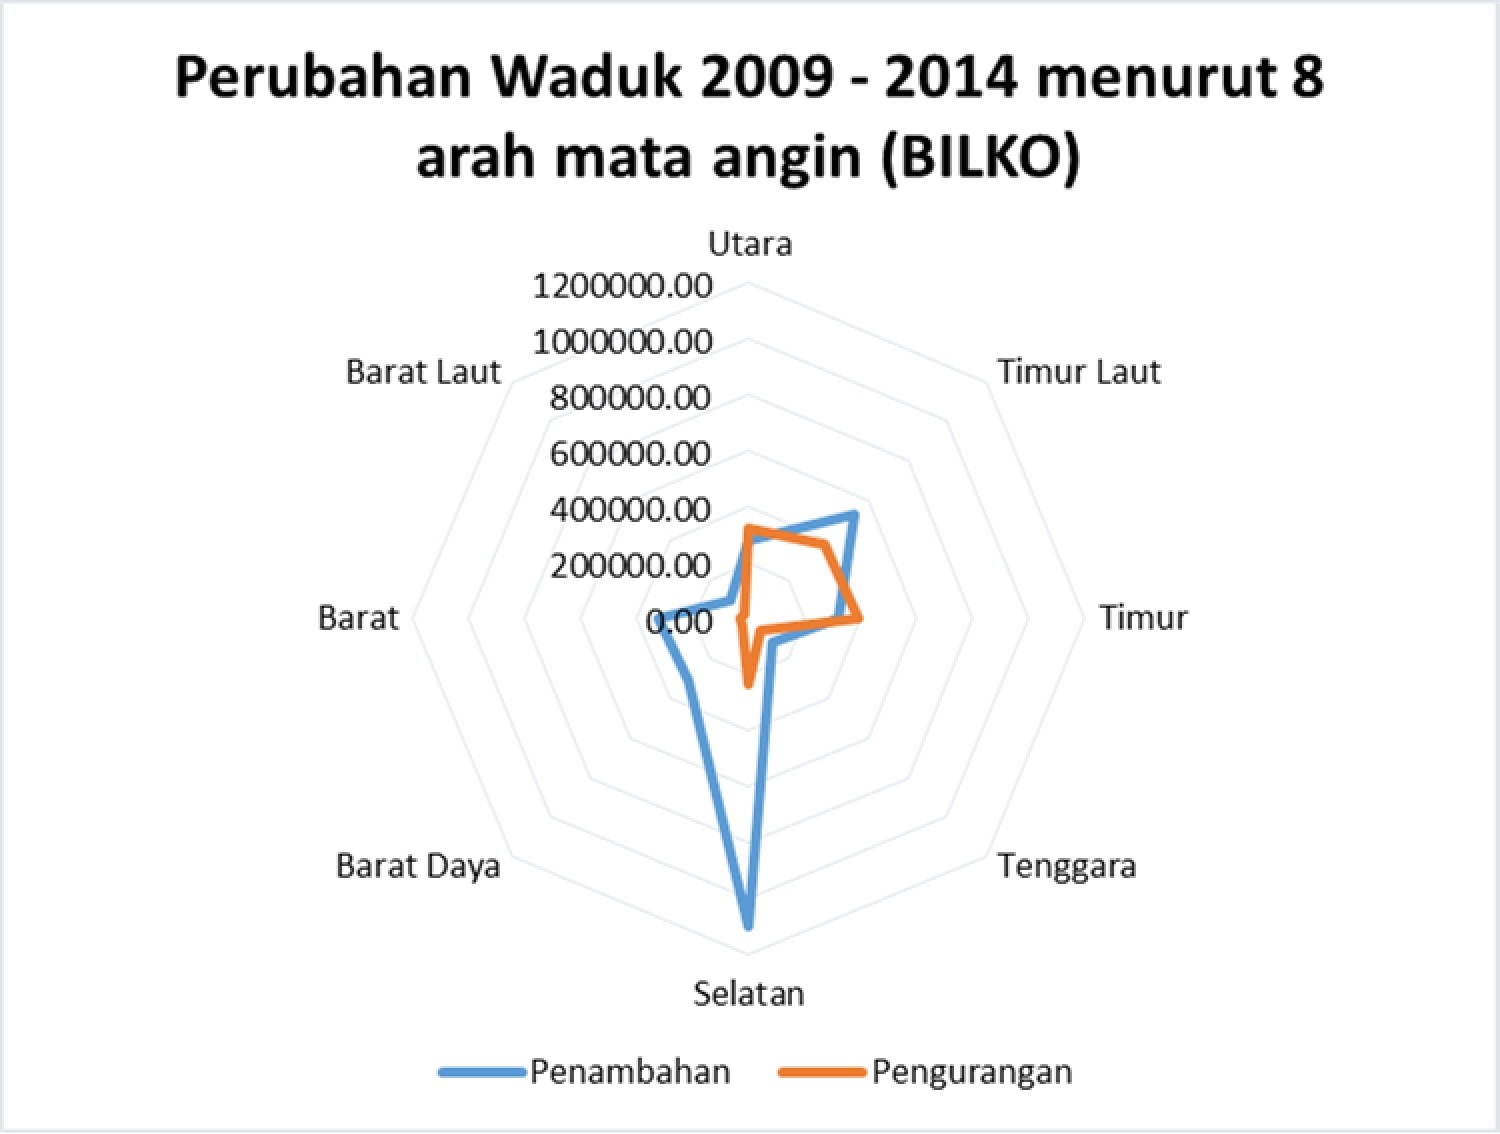 Perubahan Waduk 2009 - 2014 menurut 8
arah mata angin (BILKO)
Utara
1200000.00
1000000.00
Barat Laut
Timur Laut
800000.00
600000.00
400000.00
200000.00
Barat
0.00
Timur
Barat Daya
Tenggara
Selatan
Penambahan
Pengurangan